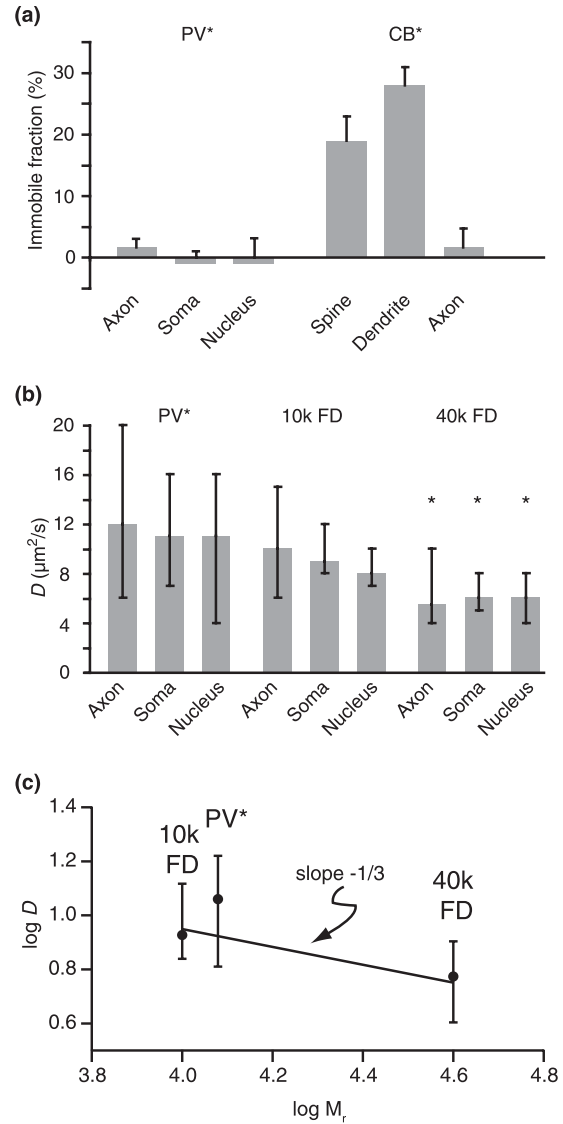 (a)
PV* CB*
Immobile fraction (%)
30
20
10
0
Axon Soma Nucleus Spine Dendrite Axon
(b)
PV* 10k FD 40k FD
D (μm²/s)
20
16
12
8
4
0
* * *
Axon Soma Nucleus Axon Soma Nucleus Axon Soma Nucleus
(c)
log D
1.4
1.2
1.0
0.8
0.6
10k
FD
PV*
slope -1/3
40k
FD
3.8 4.0 4.2 4.4 4.6 4.8
log Mᵣ